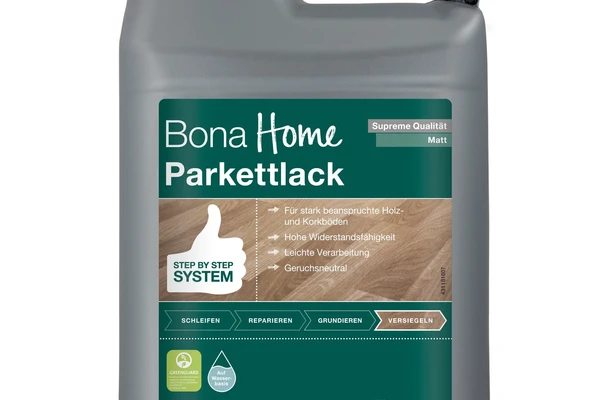 Bona Home
Supreme Qualität
Matt
Parkettlack
Für stark beanspruchte Holz-
und Korkböden
Hohe Widerstandsfähigkeit
Leichte Verarbeitung
Geruchsneutral
STEP BY STEP
SYSTEM
SCHLEIFEN
REPARIEREN
GRUNDIEREN
VERSIEGELN
GREENGUARD
Auf
Wasser-
basis